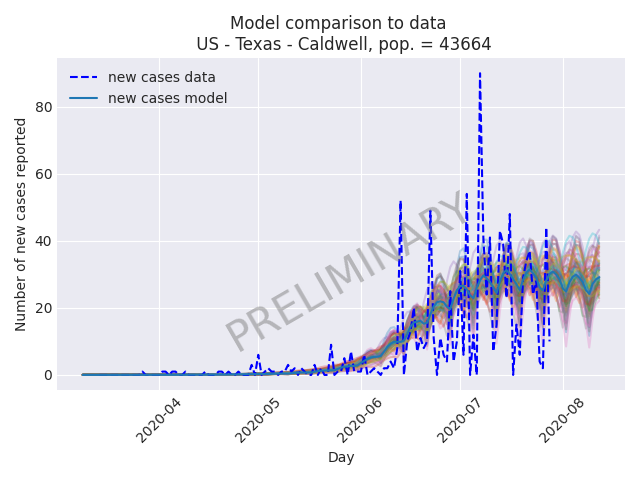 Model comparison to data
US - Texas - Caldwell, pop. = 43664
new cases data
new cases model
Number of new cases reported
80
60
40
20
0
PRELIMINARY
2020-04
2020-05
2020-06
2020-07
2020-08
Day